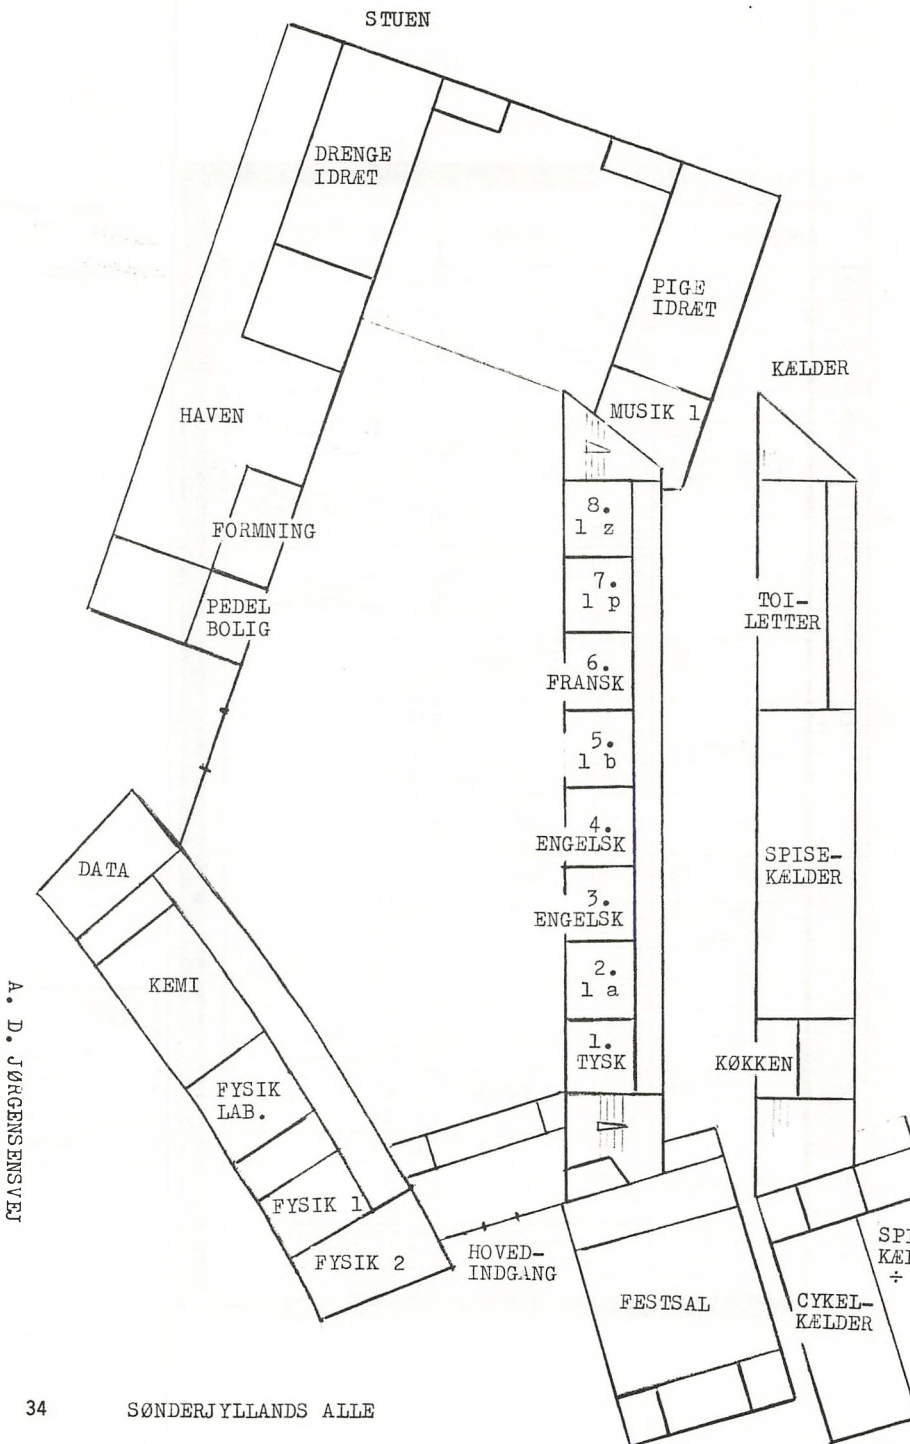 STUEN
DRENGE
IDRÆT
PIGE
IDRÆT
KÆLDER
HAVEN
MUSIK 1
8.
1 z
FORMNING
7.
1 p
PEDEL
BOLIG
TOI-
LETTER
6.
FRANSK
5.
1 b
4.
ENGELSK
DATA
SPISE-
KÆLDER
3.
ENGELSK
2.
1 a
KEMI
1.
TYSK
KØKKEN
FYSIK
LAB.
FYSIK 1
FYSIK 2
HOVED-
INDGANG
FESTSAL
CYKEL-
KÆLDER
÷
A. D. JØRGENSENSVEJ
34
SØNDERJYLLANDS ALLE